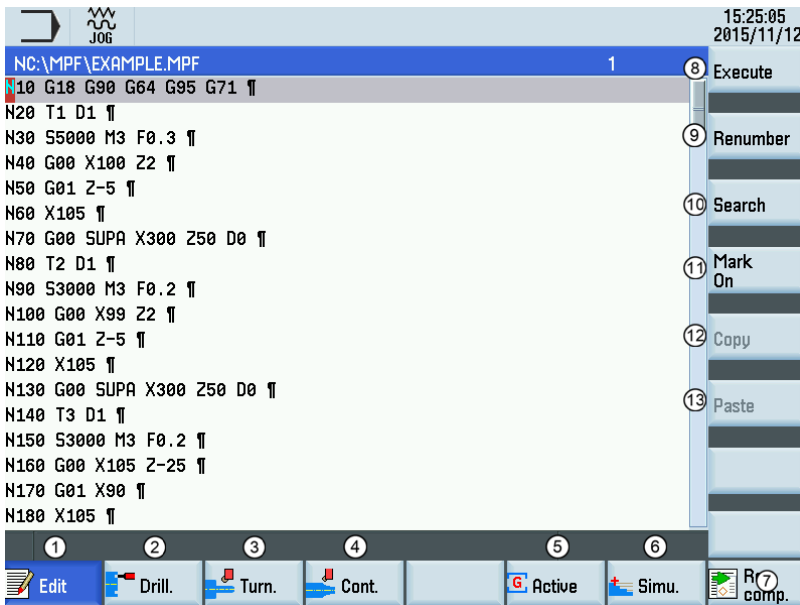 JOG
15:25:05
2015/11/12
NC:\MPF\EXAMPLE.MPF 1
N10 G18 G90 G64 G95 G71 ¶
N20 T1 D1 ¶
N30 S5000 M3 F0.3 ¶
N40 G00 X100 Z2 ¶
N50 G01 Z-5 ¶
N60 X105 ¶
N70 G00 SUPA X300 Z50 D0 ¶
N80 T2 D1 ¶
N90 S3000 M3 F0.2 ¶
N100 G00 X99 Z2 ¶
N110 G01 Z-5 ¶
N120 X105 ¶
N130 G00 SUPA X300 Z50 D0 ¶
N140 T3 D1 ¶
N150 S3000 M3 F0.2 ¶
N160 G00 X105 Z-25 ¶
N170 G01 X90 ¶
N180 X105 ¶
8 Execute
9 Renumber
10 Search
11 Mark
On
12 Copy
13 Paste
1 2 3 4 5 6
Edit Drill. Turn. Cont. G Active Simu.
7
comp.